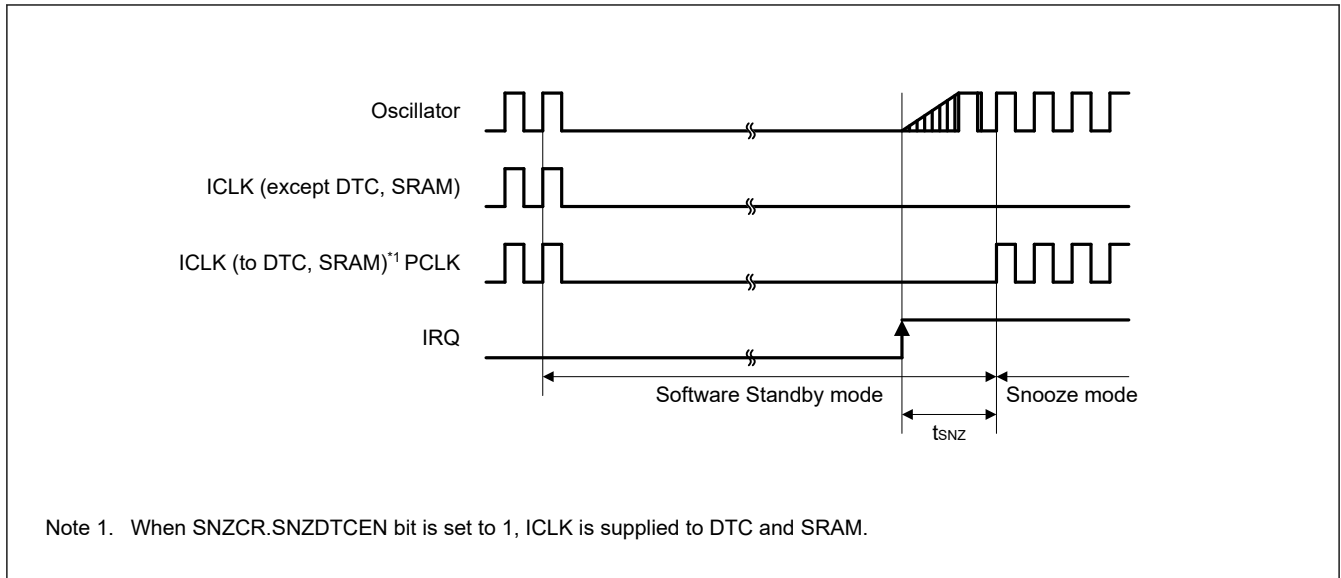 Oscillator
ICLK (except DTC, SRAM)
ICLK (to DTC, SRAM)*1 PCLK
IRQ
Software Standby mode
Snooze mode
tSNZ
Note 1. When SNZCR.SNZDTCEN bit is set to 1, ICLK is supplied to DTC and SRAM.